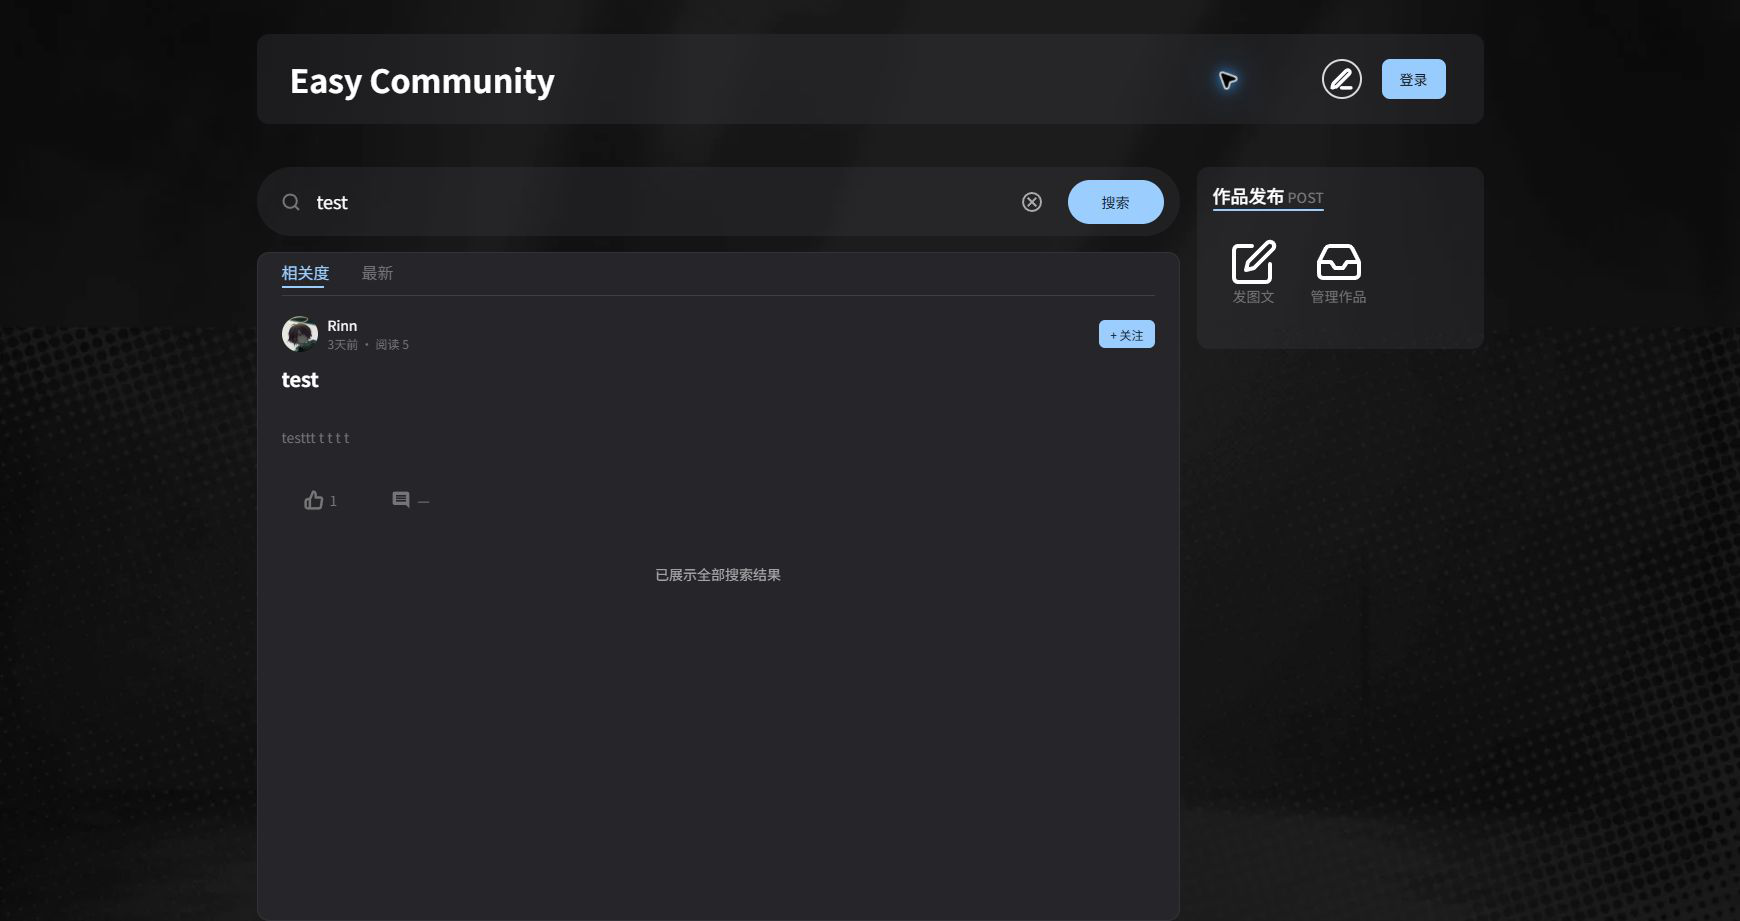 Easy Community
登录
test
搜索
相关度 最新
Rinn
3天前 · 阅读 5
+ 关注
test
testtt t t t t
1
—
已展示全部搜索结果
作品发布 POST
发图文 管理作品